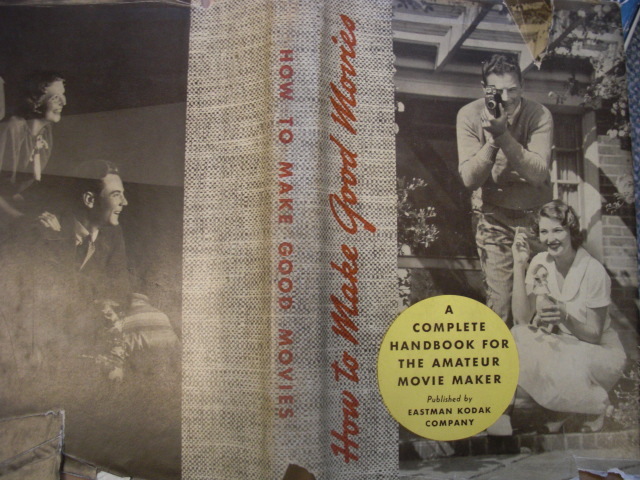 HOW TO MAKE GOOD MOVIES
How to Make Good Movies
A
COMPLETE
HANDBOOK FOR
THE AMATEUR
MOVIE MAKER
Published by
EASTMAN KODAK
COMPANY